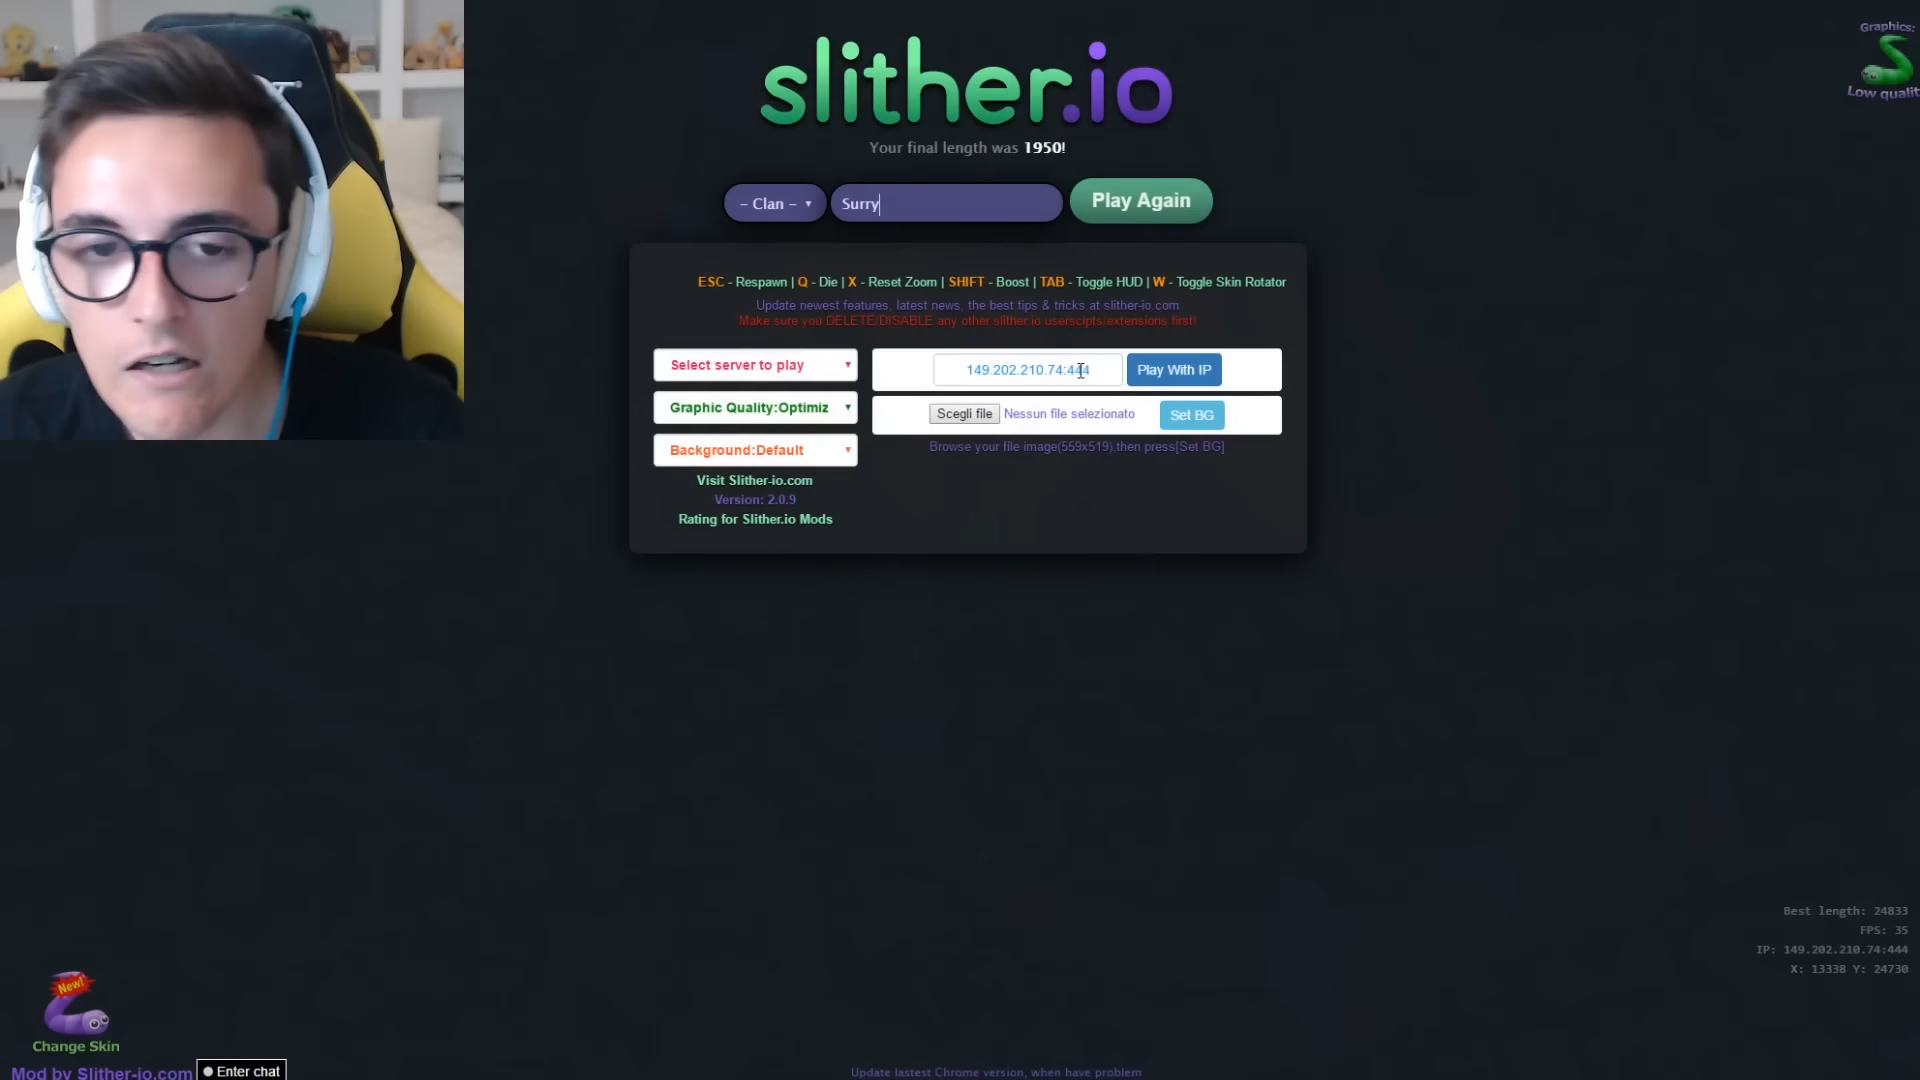 slither.io
Graphics:
Low qualit
Your final length was 1950!
- Clan -
Surry
Play Again
ESC - Respawn | Q - Die | X - Reset Zoom | SHIFT - Boost | TAB - Toggle HUD | W - Toggle Skin Rotator
Update newest features, latest news, the best tips & tricks at slither-io.com
Make sure you DELETE/DISABLE any other slither.io userscipts/extensions first!
Select server to play
149.202.210.74:444
Play With IP
Graphic Quality:Optimiz
Scegli file
Nessun file selezionato
Set BG
Background:Default
Browse your file image(559x519),then press[Set BG]
Visit Slither-io.com
Version: 2.0.9
Rating for Slither.io Mods
Best length: 24833
FPS: 35
IP: 149.202.210.74:444
X: 13338 Y: 24730
New!
Change Skin
Mod by Slither-io.com
Enter chat
Update lastest Chrome version, when have problem